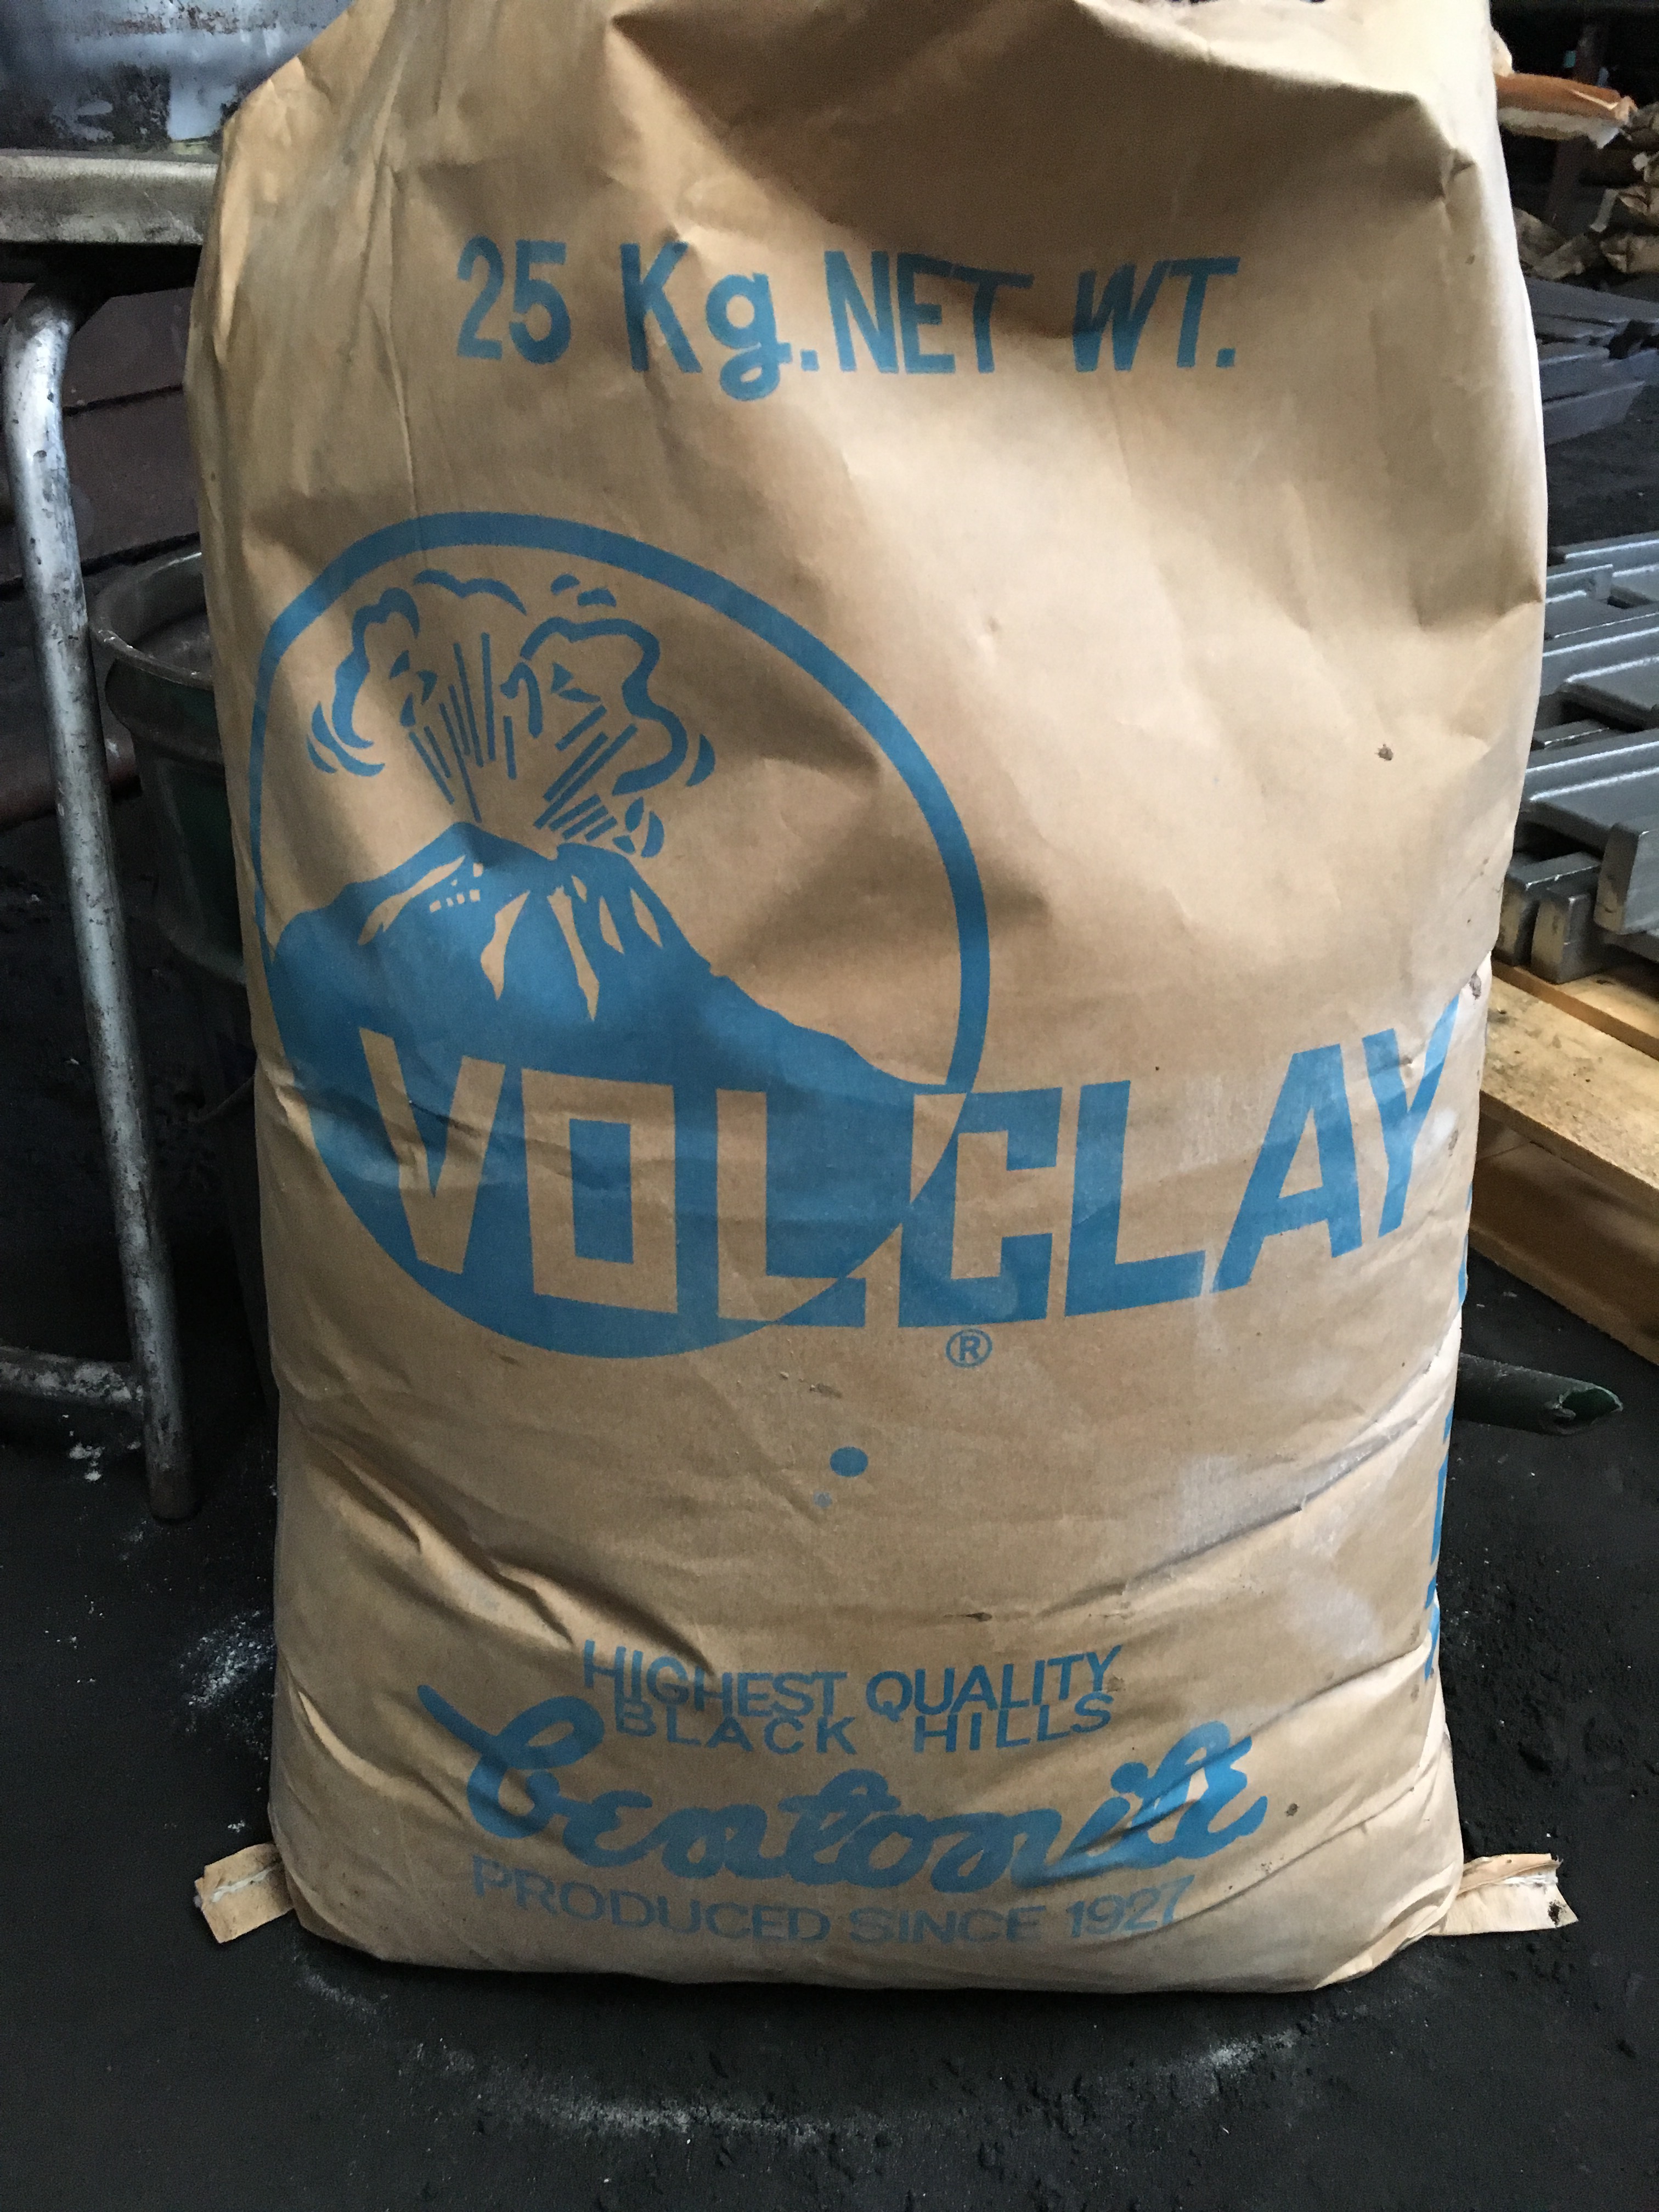 25 Kg. NET WT.
VOLCLAY
®
HIGHEST QUALITY
BLACK HILLS
Bentonite
PRODUCED SINCE 1927